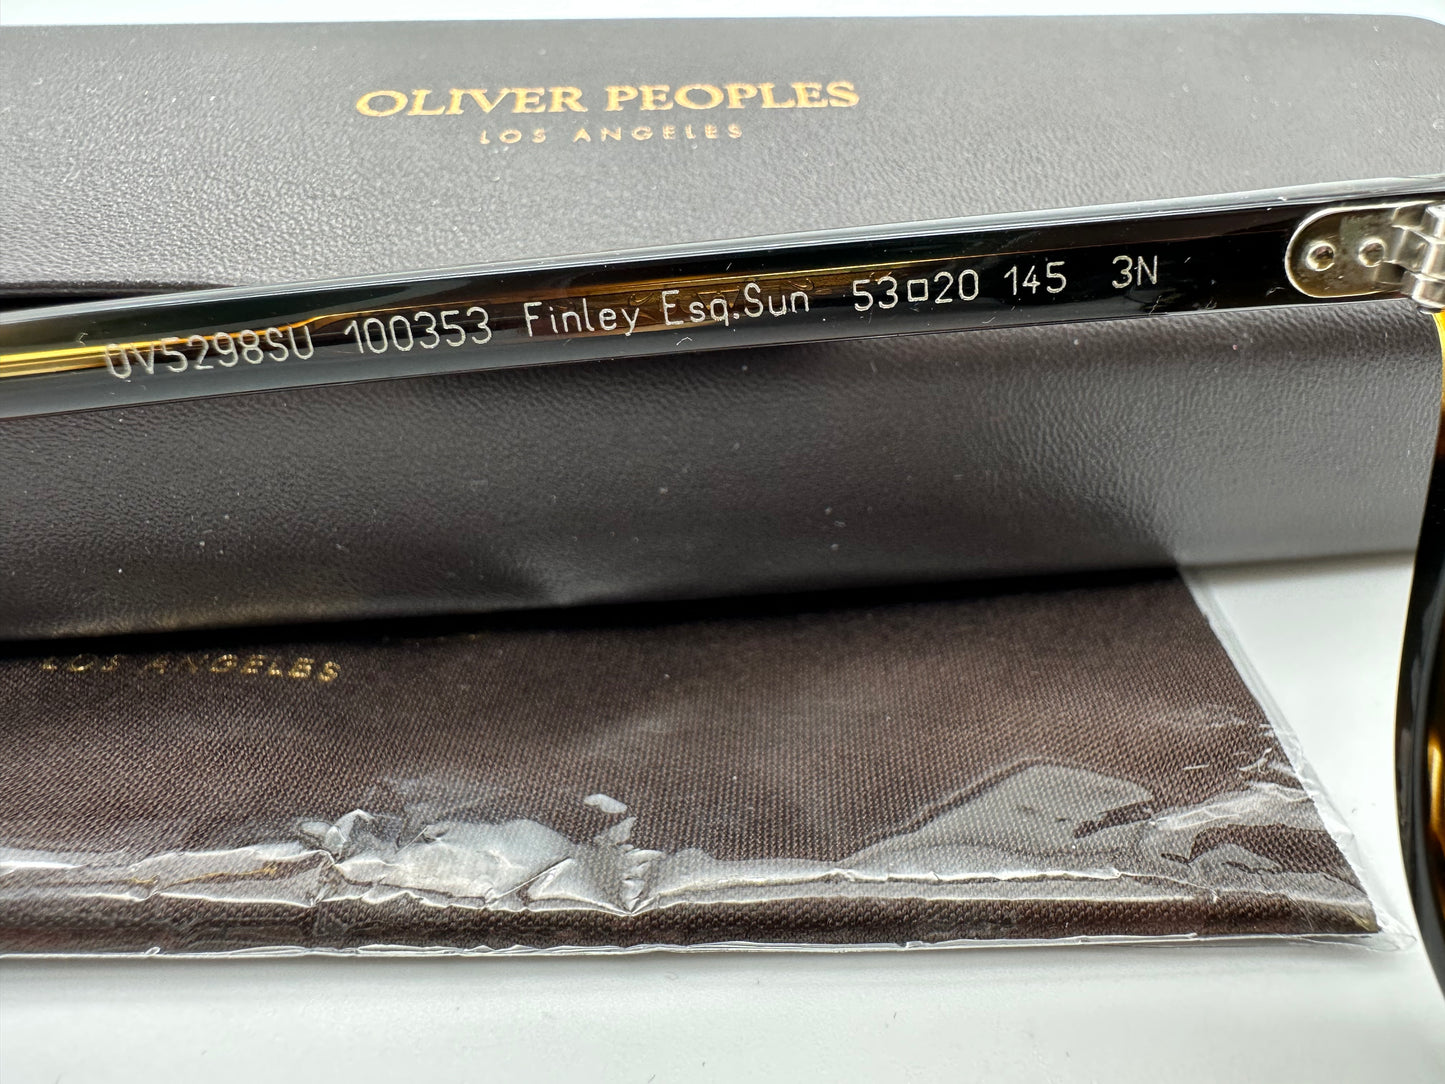 OLIVER PEOPLES
LOS ANGELES
OV5298SU 100353 Finley Esq.Sun 53□20 145 3N
LOS ANGELES